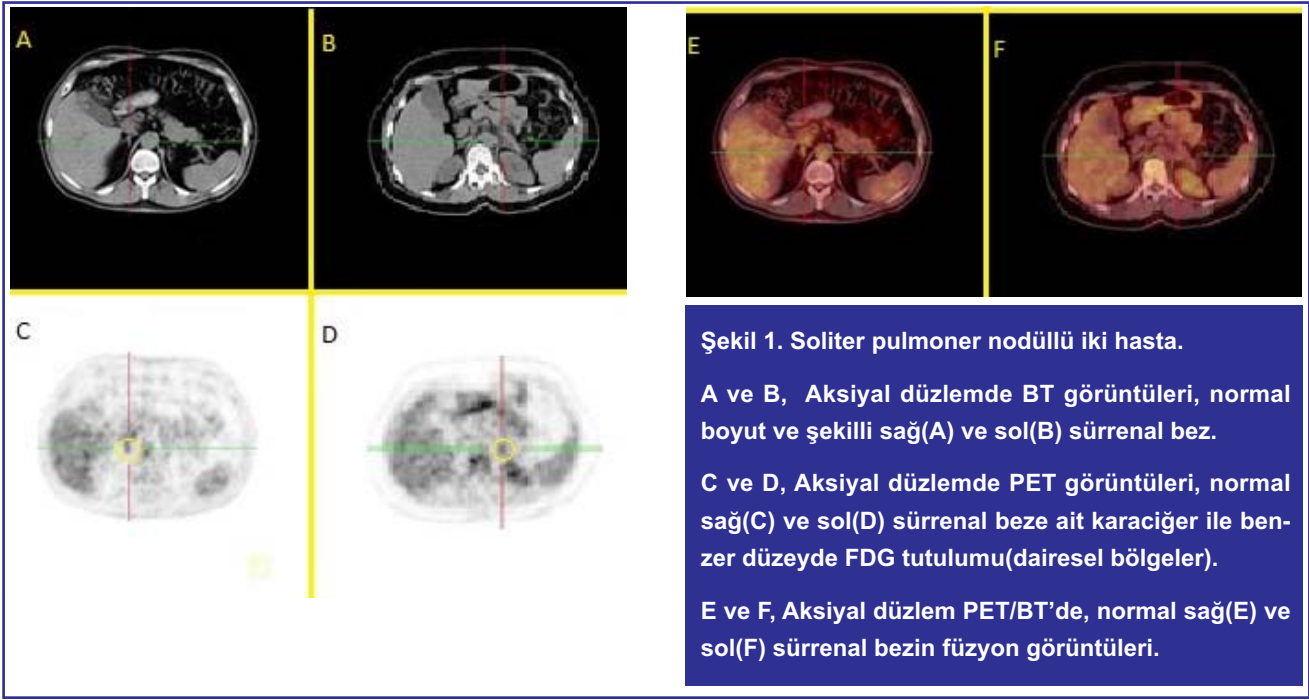 A
B
C
D
E
F
Şekil 1. Soliter pulmoner nodüllü iki hasta.
A ve B, Aksiyal düzlemde BT görüntüleri, normal
boyut ve şekilli sağ(A) ve sol(B) sürrenal bez.
C ve D, Aksiyal düzlemde PET görüntüleri, normal
sağ(C) ve sol(D) sürrenal beze ait karaciğer ile ben-
zer düzeyde FDG tutulumu(dairesel bölgeler).
E ve F, Aksiyal düzlem PET/BT’de, normal sağ(E) ve
sol(F) sürrenal bezin füzyon görüntüleri.